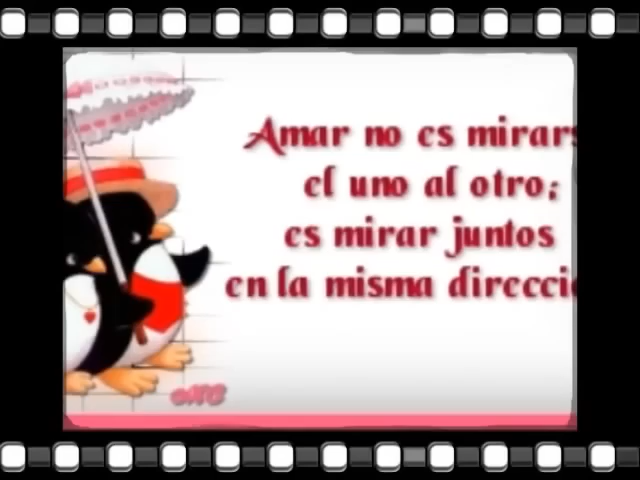 Amar no es mirars
el uno al otro;
es mirar juntos
en la misma direcci